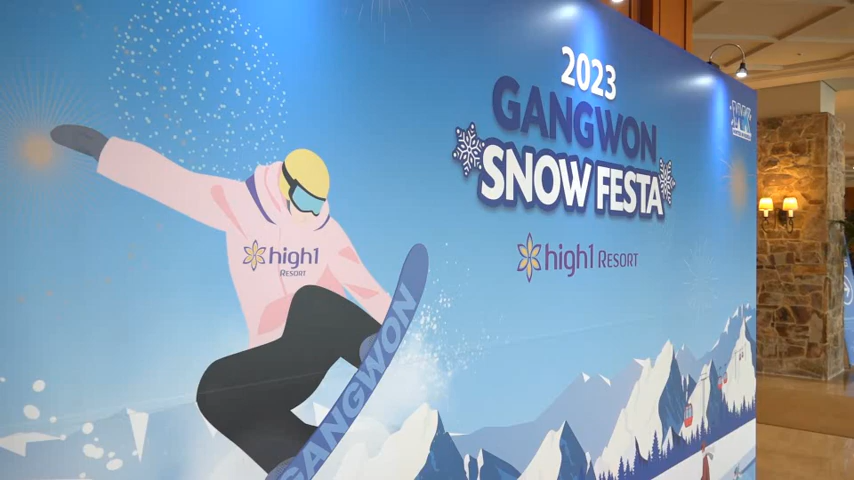 2023
GANGWON
SNOW FESTA
high1 RESORT
high1
RESORT
GANGWON